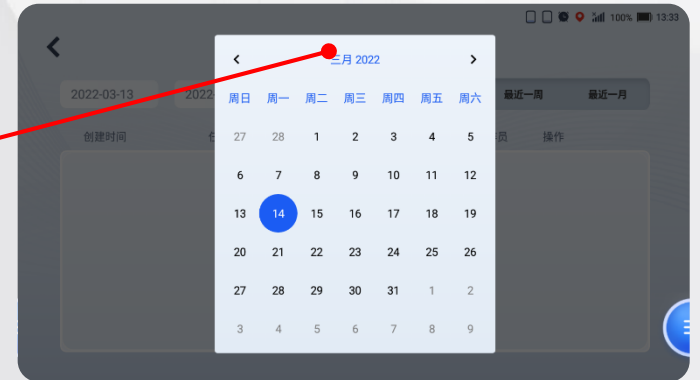 100% 13:33
三月 2022
2022-03-13 2022 最近一周 最近一月
周日 周一 周二 周三 周四 周五 周六
创建时间 员 操作
27 28 1 2 3 4 5
6 7 8 9 10 11 12
13 14 15 16 17 18 19
20 21 22 23 24 25 26
27 28 29 30 31 1 2
3 4 5 6 7 8 9